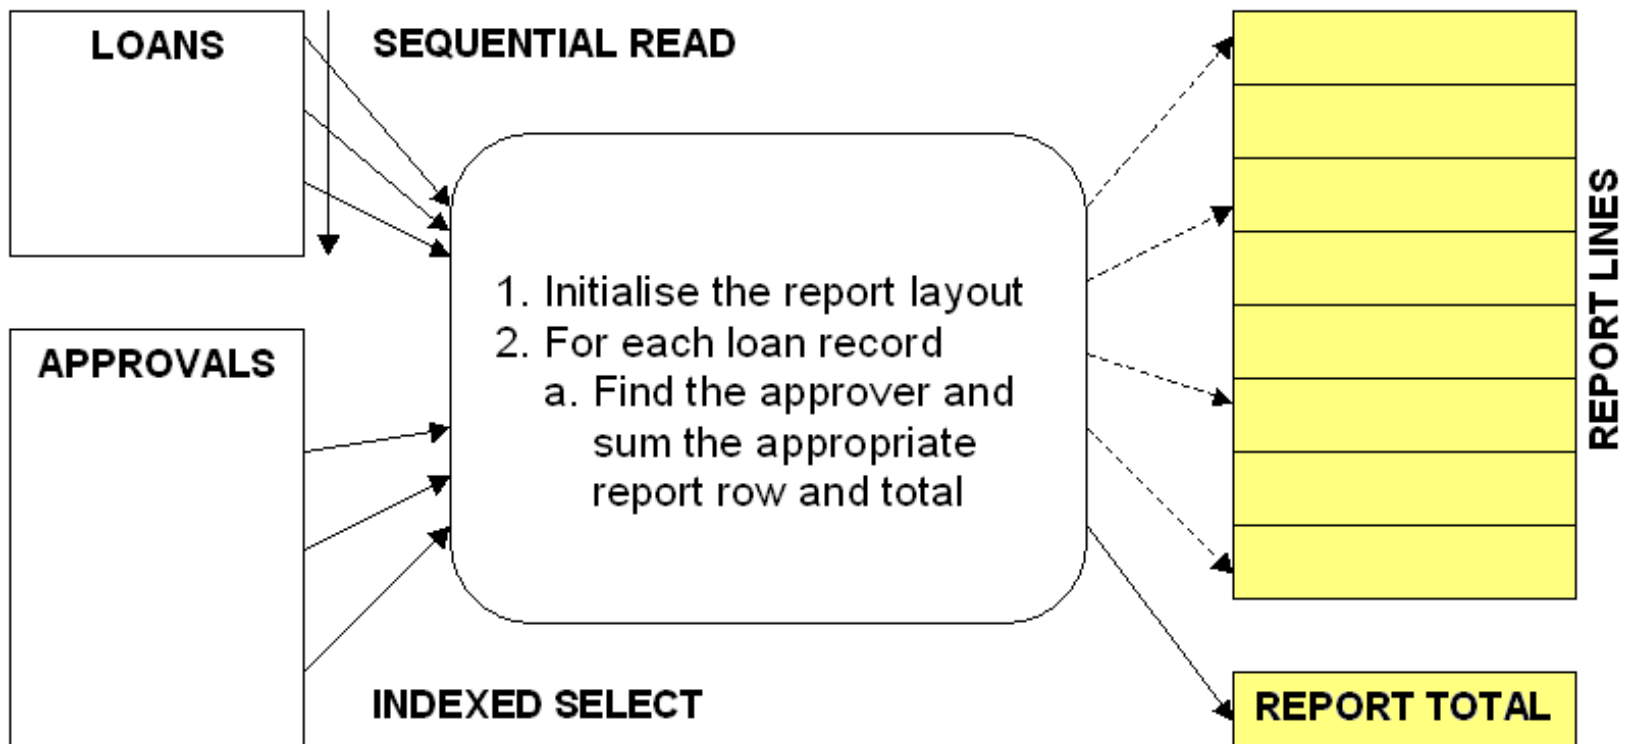 LOANS
SEQUENTIAL READ
APPROVALS
1. Initialise the report layout
2. For each loan record
a. Find the approver and
sum the appropriate
report row and total
INDEXED SELECT
REPORT LINES
REPORT TOTAL